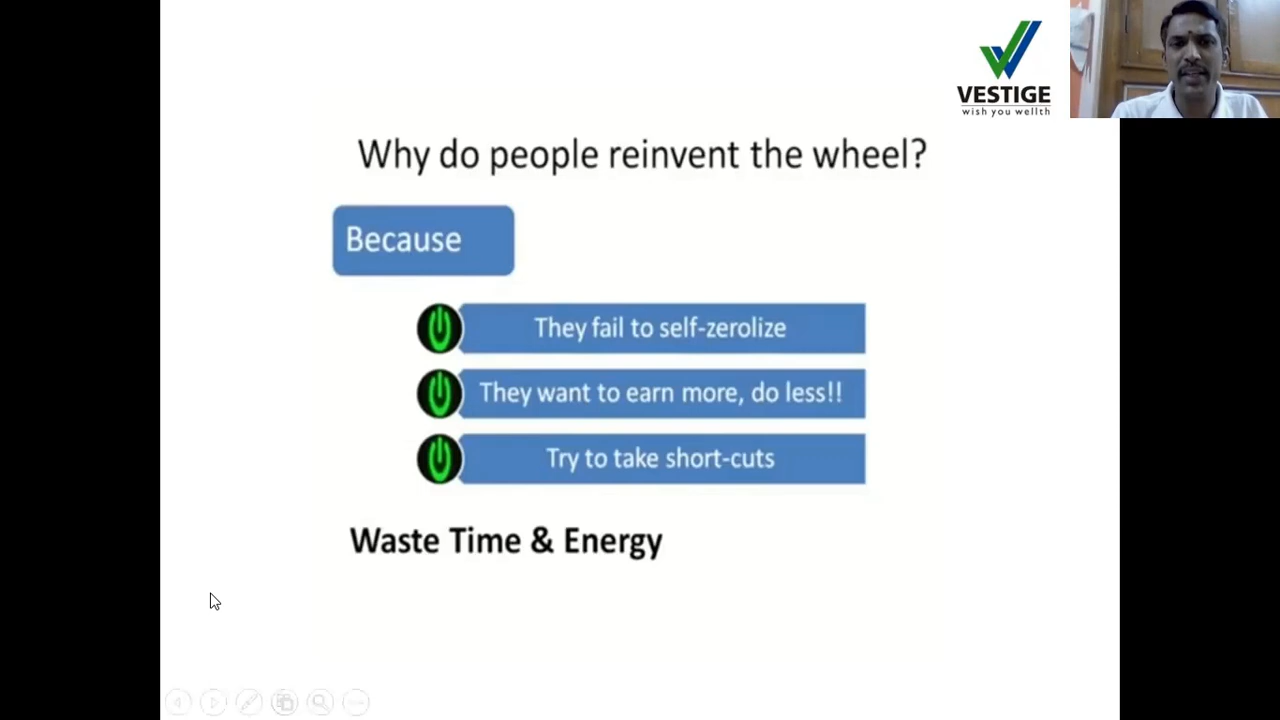 VESTIGE
wish you wellth
Why do people reinvent the wheel?
Because
They fail to self-zerolize
They want to earn more, do less!!
Try to take short-cuts
Waste Time & Energy